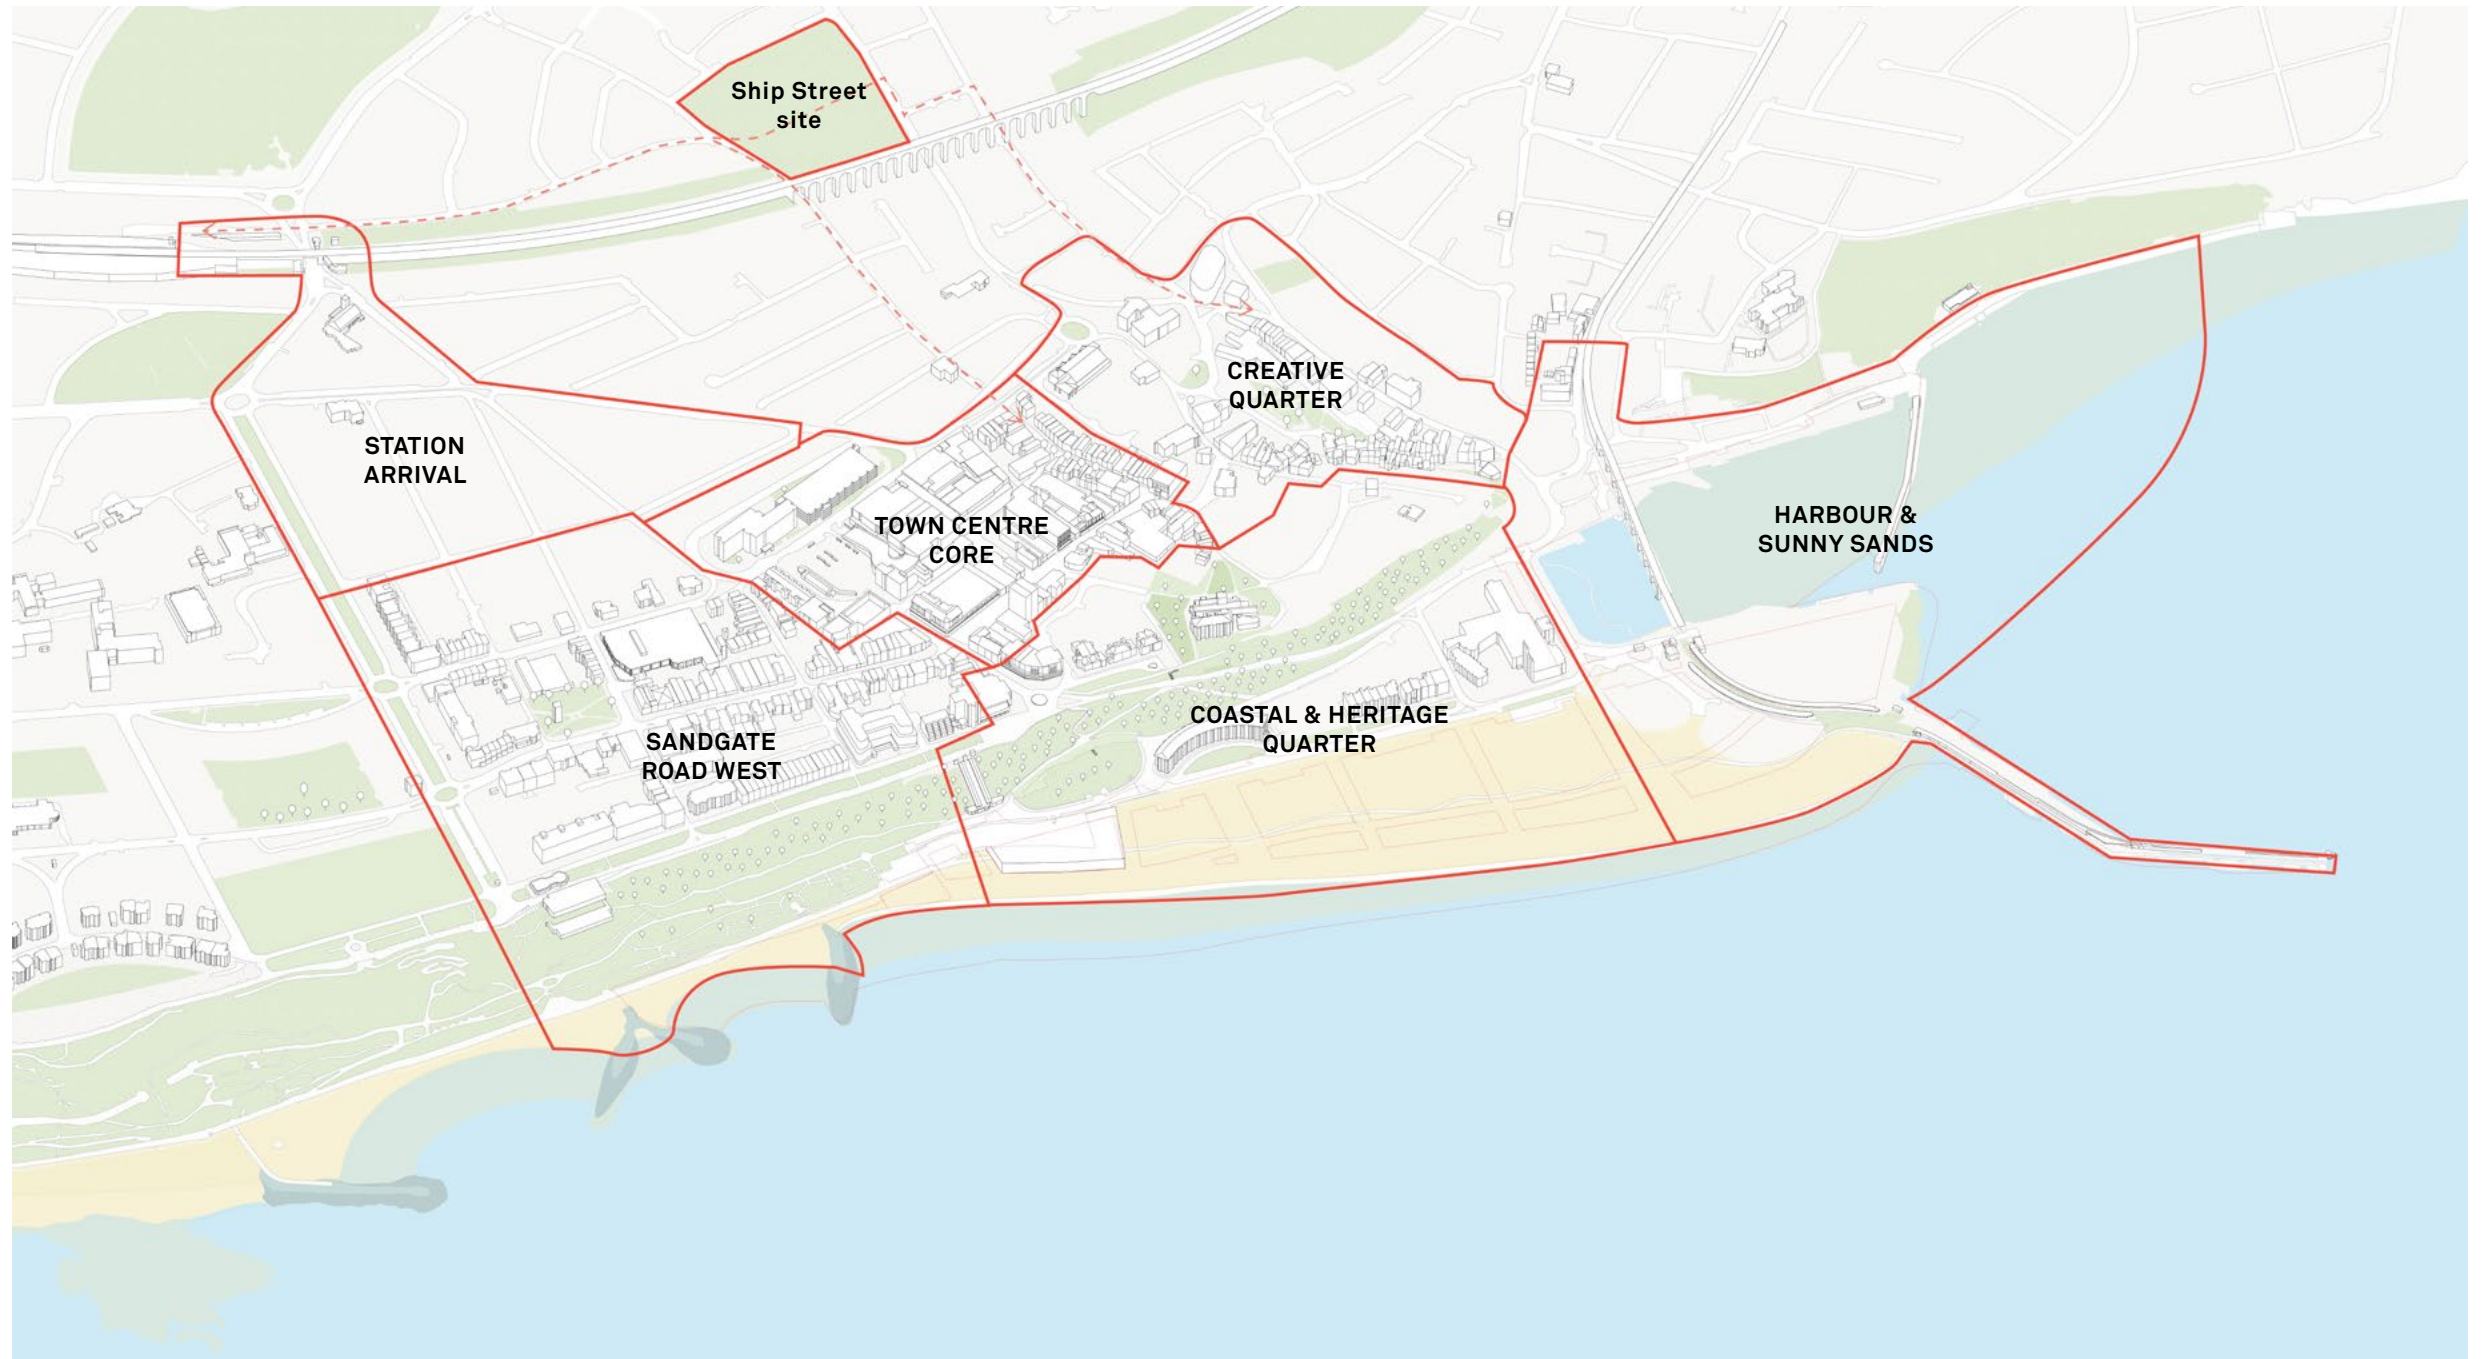 Ship Street
site
CREATIVE
QUARTER
STATION
ARRIVAL
TOWN CENTRE
CORE
HARBOUR &
SUNNY SANDS
COASTAL & HERITAGE
QUARTER
SANDGATE
ROAD WEST